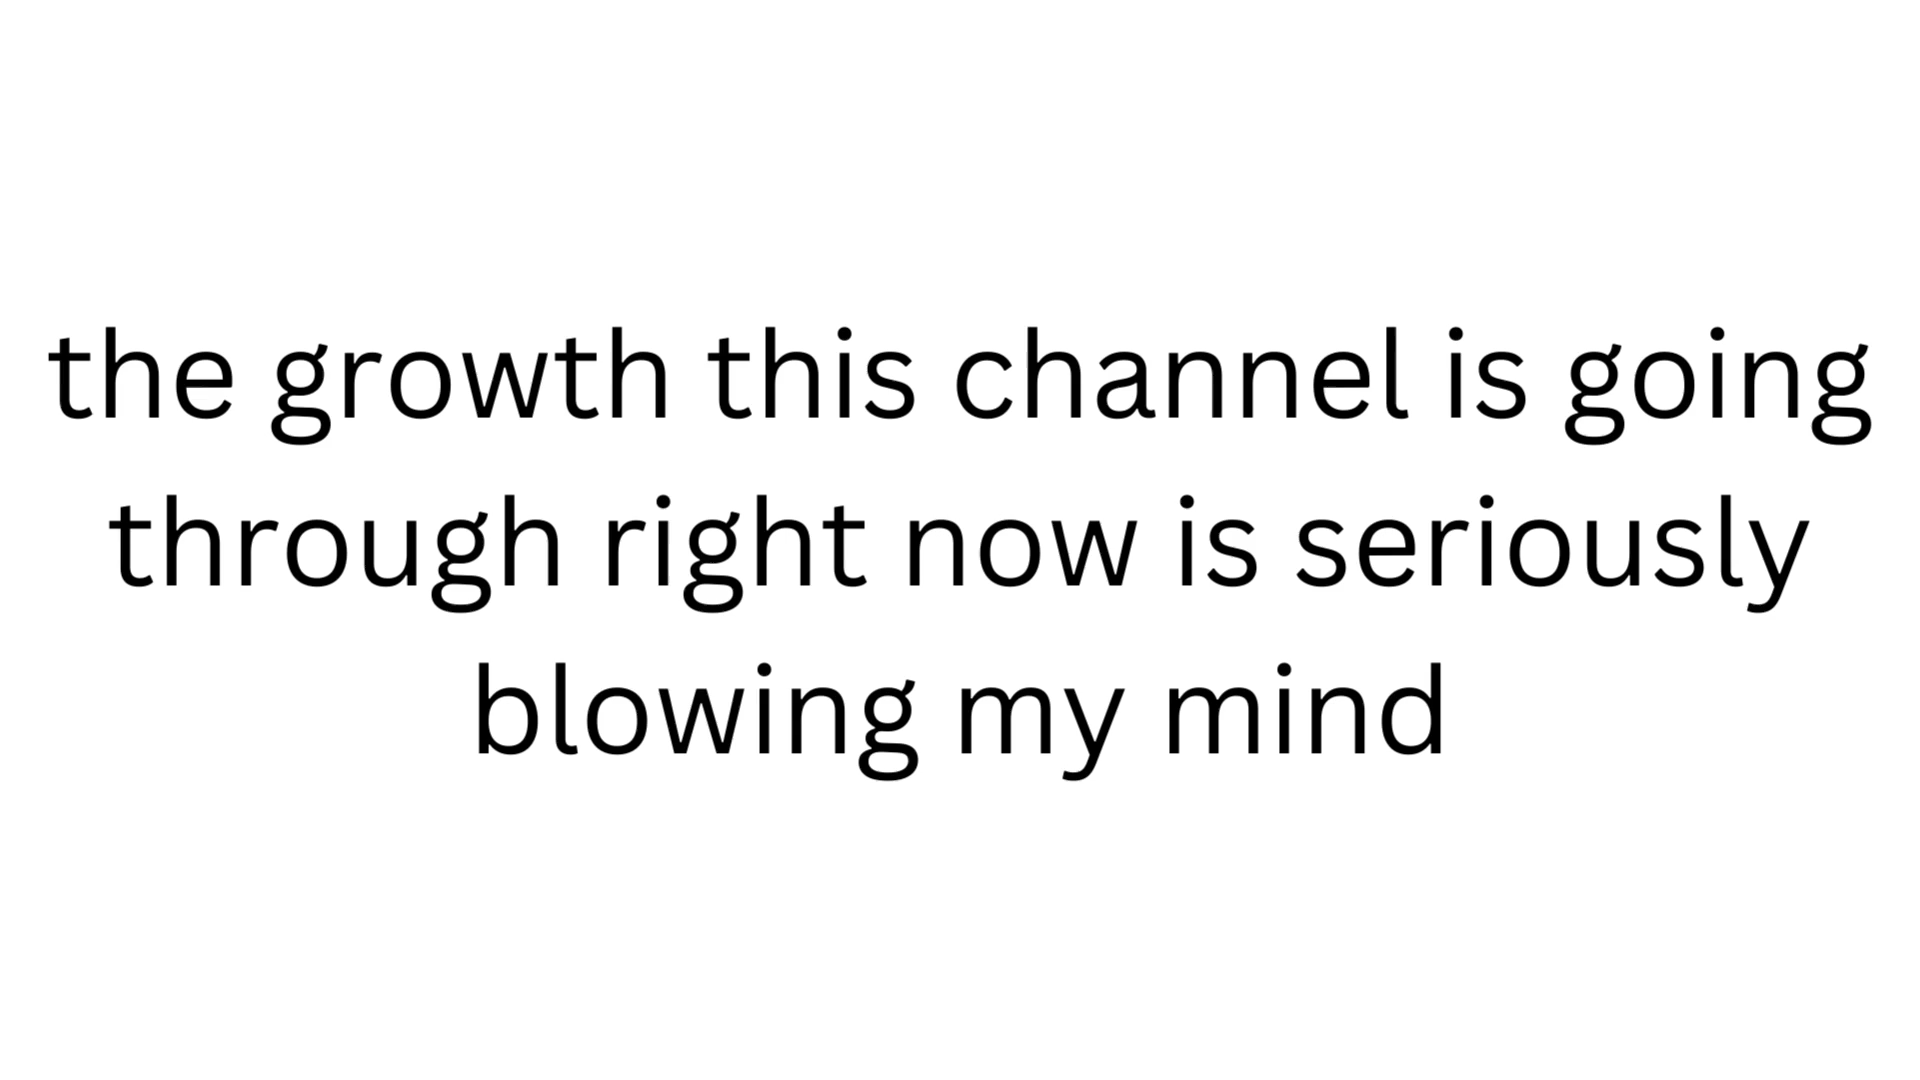 the growth this channel is going
through right now is seriously
blowing my mind